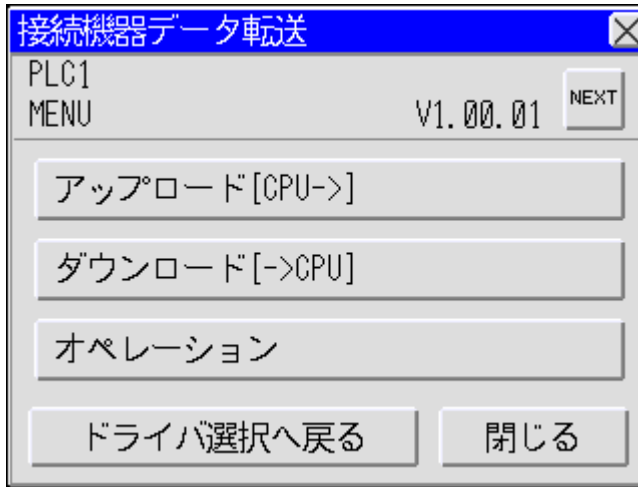 接続機器データ転送
PLC1
MENU V1.00.01 NEXT
アップロード[CPU->]
ダウンロード[->CPU]
オペレーション
ドライバ選択へ戻る 閉じる